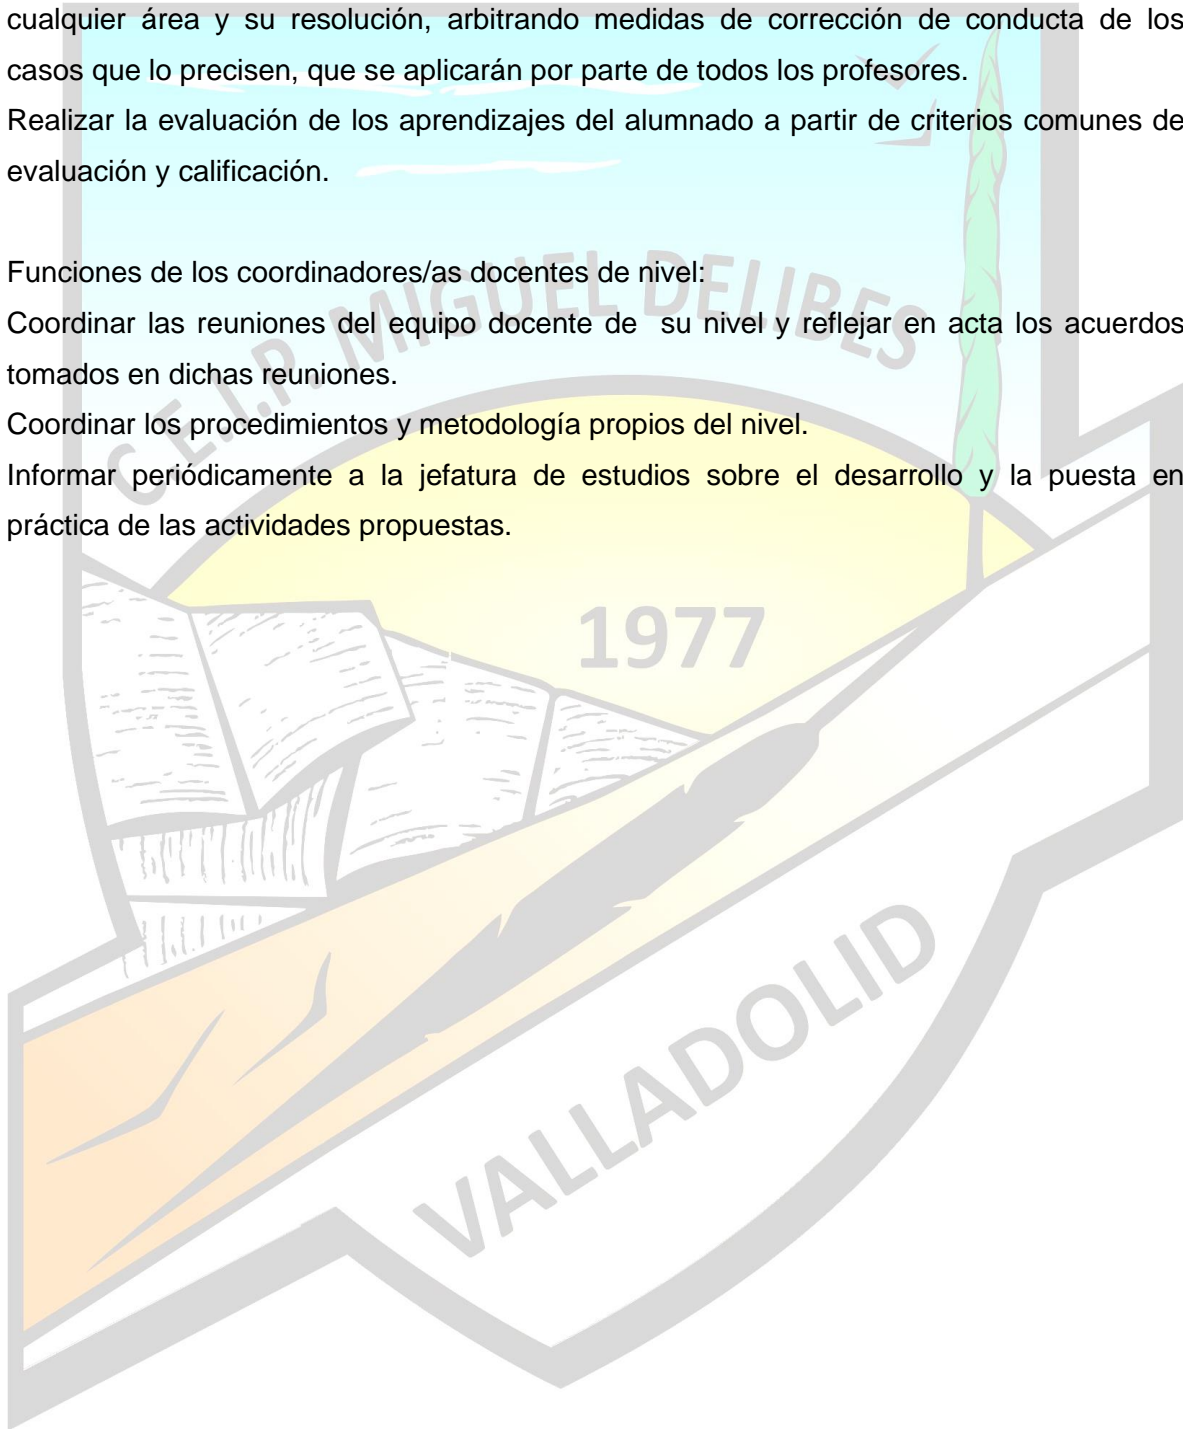 cualquier área y su resolución, arbitrando medidas de corrección de conducta de los
casos que lo precisen, que se aplicarán por parte de todos los profesores.
Realizar la evaluación de los aprendizajes del alumnado a partir de criterios comunes de
evaluación y calificación.
Funciones de los coordinadores/as docentes de nivel:
Coordinar las reuniones del equipo docente de su nivel y reflejar en acta los acuerdos
tomados en dichas reuniones.
Coordinar los procedimientos y metodología propios del nivel.
Informar periódicamente a la jefatura de estudios sobre el desarrollo y la puesta en
práctica de las actividades propuestas.
C.E.I.P. MIGUEL DELIBES
1977
VALLADOLID